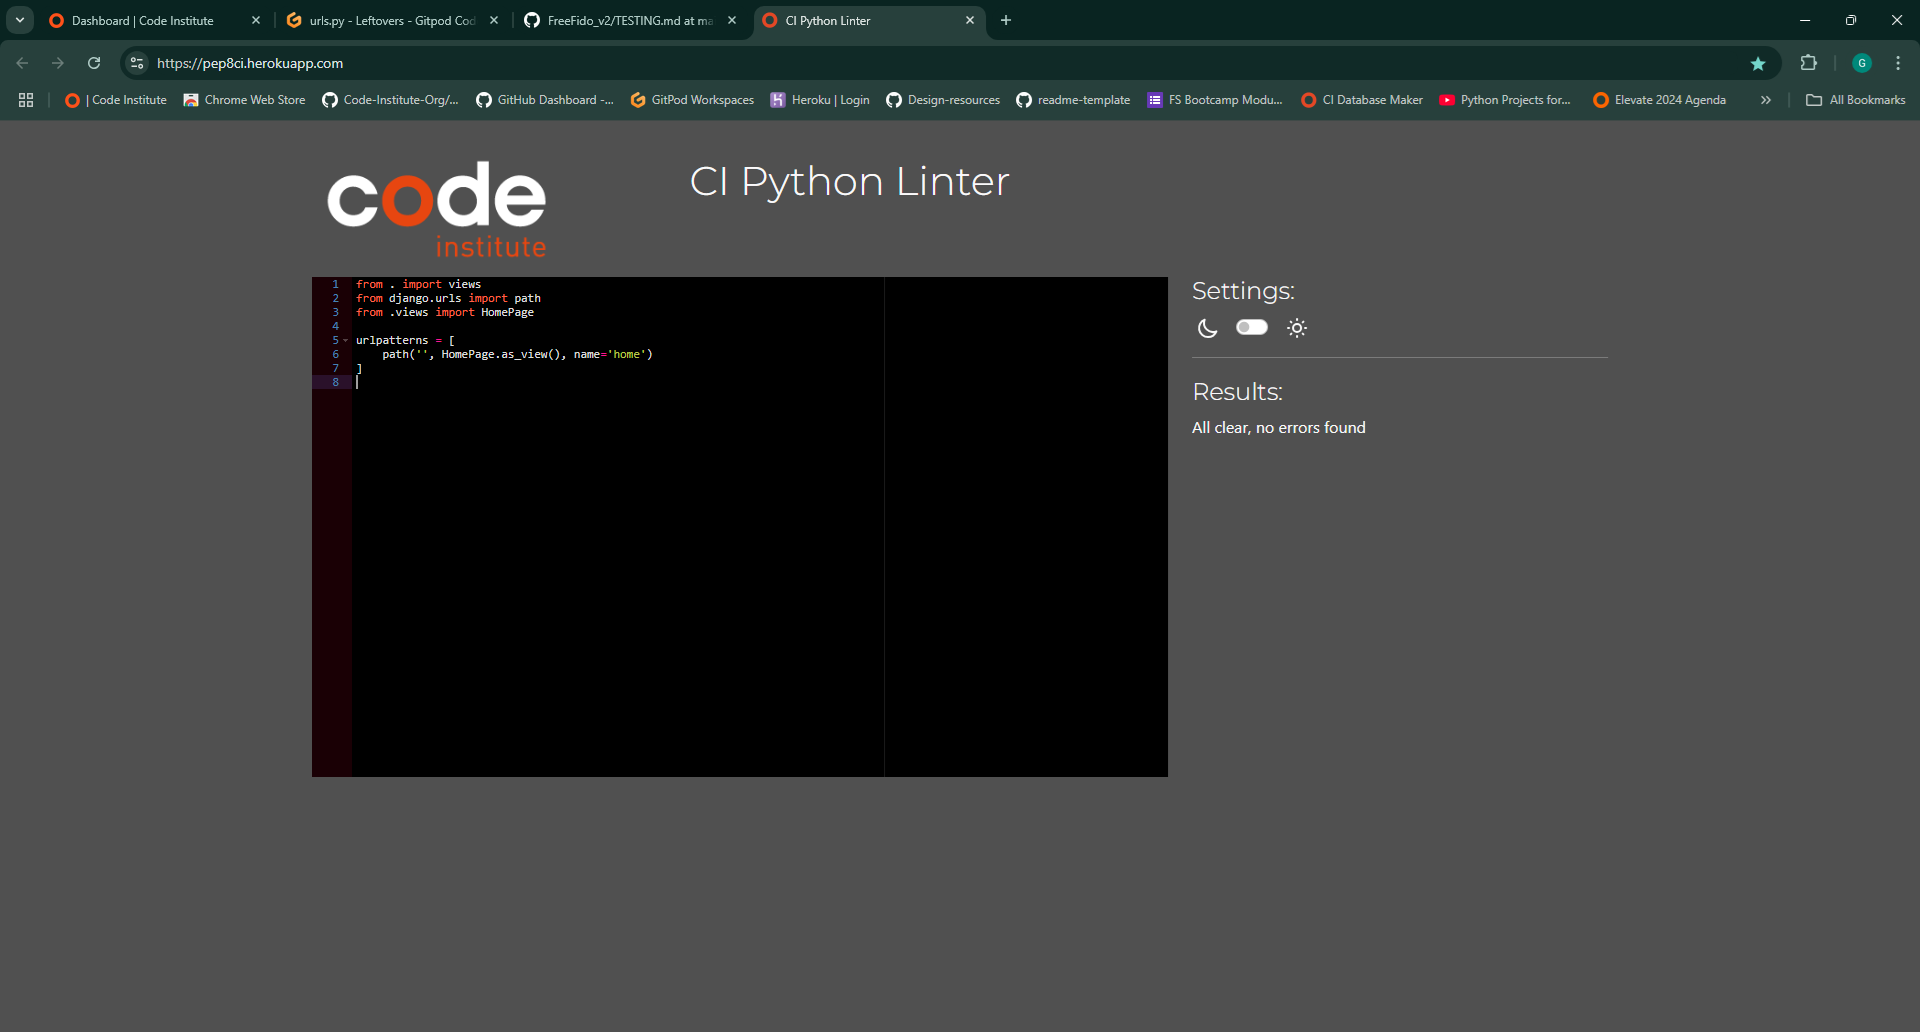 Dashboard | Code Institute
urls.py - Leftovers - Gitpod Cod
FreeFido_v2/TESTING.md at ma
CI Python Linter
https://pep8ci.herokuapp.com
G
| Code Institute
Chrome Web Store
Code-Institute-Org/...
GitHub Dashboard -...
GitPod Workspaces
Heroku | Login
Design-resources
readme-template
FS Bootcamp Modu...
CI Database Maker
Python Projects for...
Elevate 2024 Agenda
All Bookmarks
code
institute
CI Python Linter
1 from . import views
2 from django.urls import path
3 from .views import HomePage
4
5 urlpatterns = [
6 path('', HomePage.as_view(), name='home')
7 ]
8
Settings:
Results:
All clear, no errors found